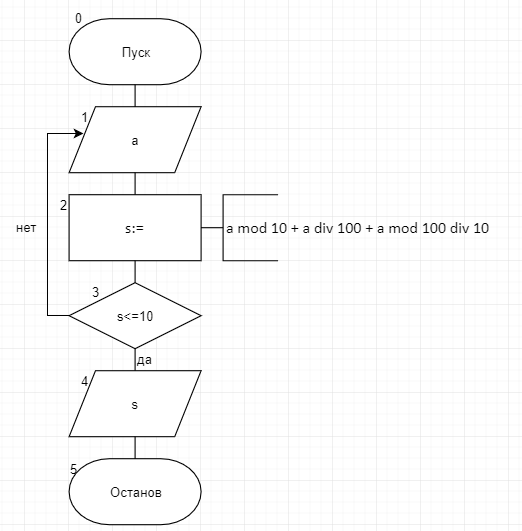 0
Пуск
1
a
2
s:=
a mod 10 + a div 100 + a mod 100 div 10
нет
3
s<=10
да
4
s
5
Останов